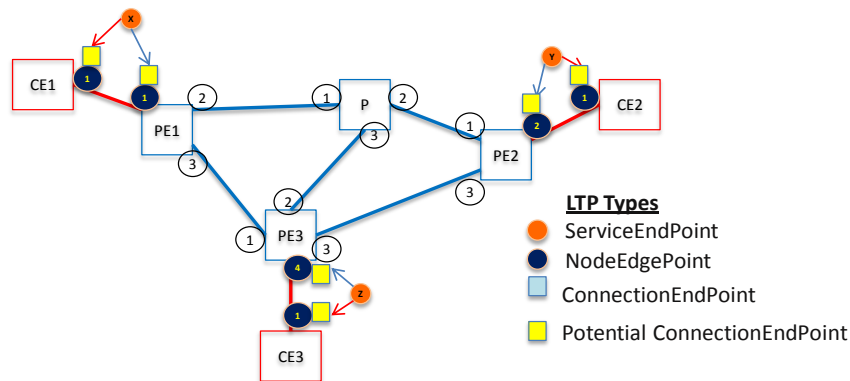 X
CE1
1
1
2
PE1
3
1
P
2
3
Y
1
2
CE2
1
PE2
3
2
PE3
1
3
4
Z
1
CE3
LTP Types
ServiceEndPoint
NodeEdgePoint
ConnectionEndPoint
Potential ConnectionEndPoint